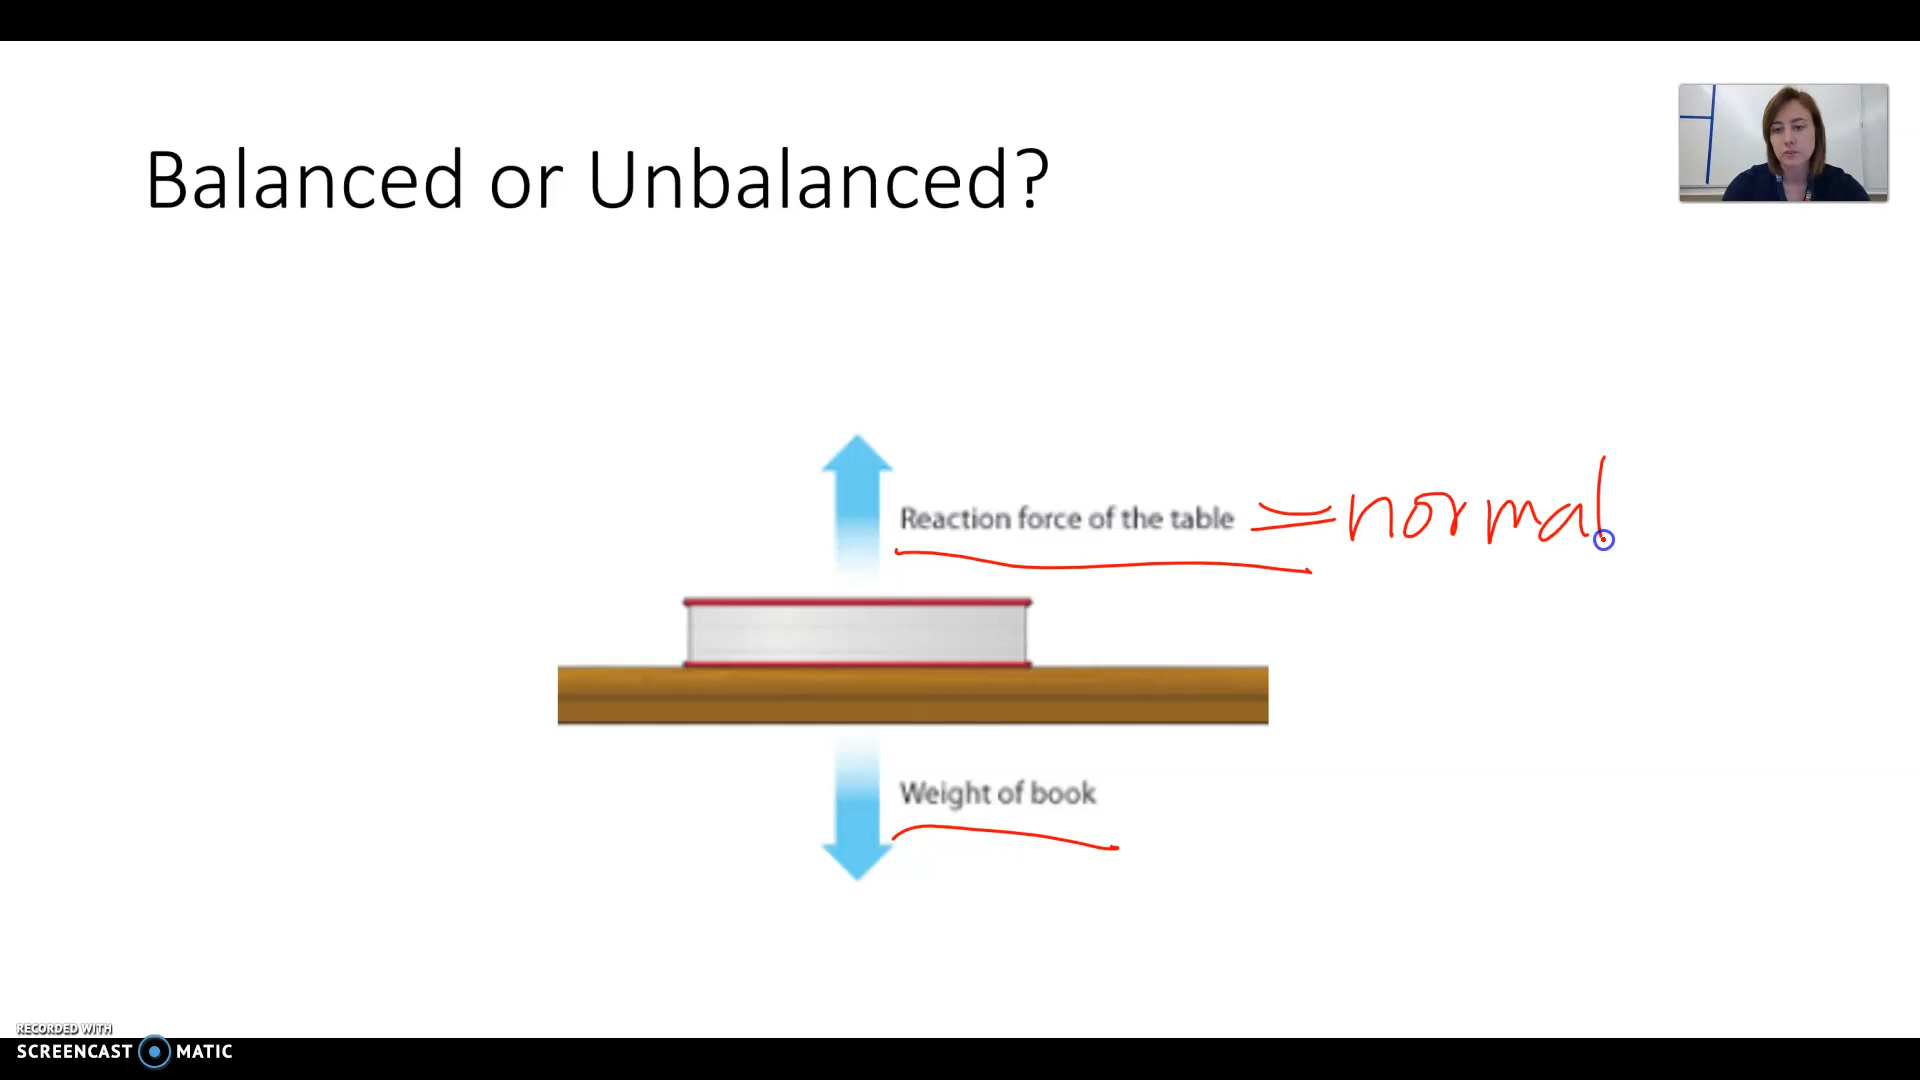 Balanced or Unbalanced?
Reaction force of the table = normal
Weight of book
RECORDED WITH
SCREENCAST MATIC